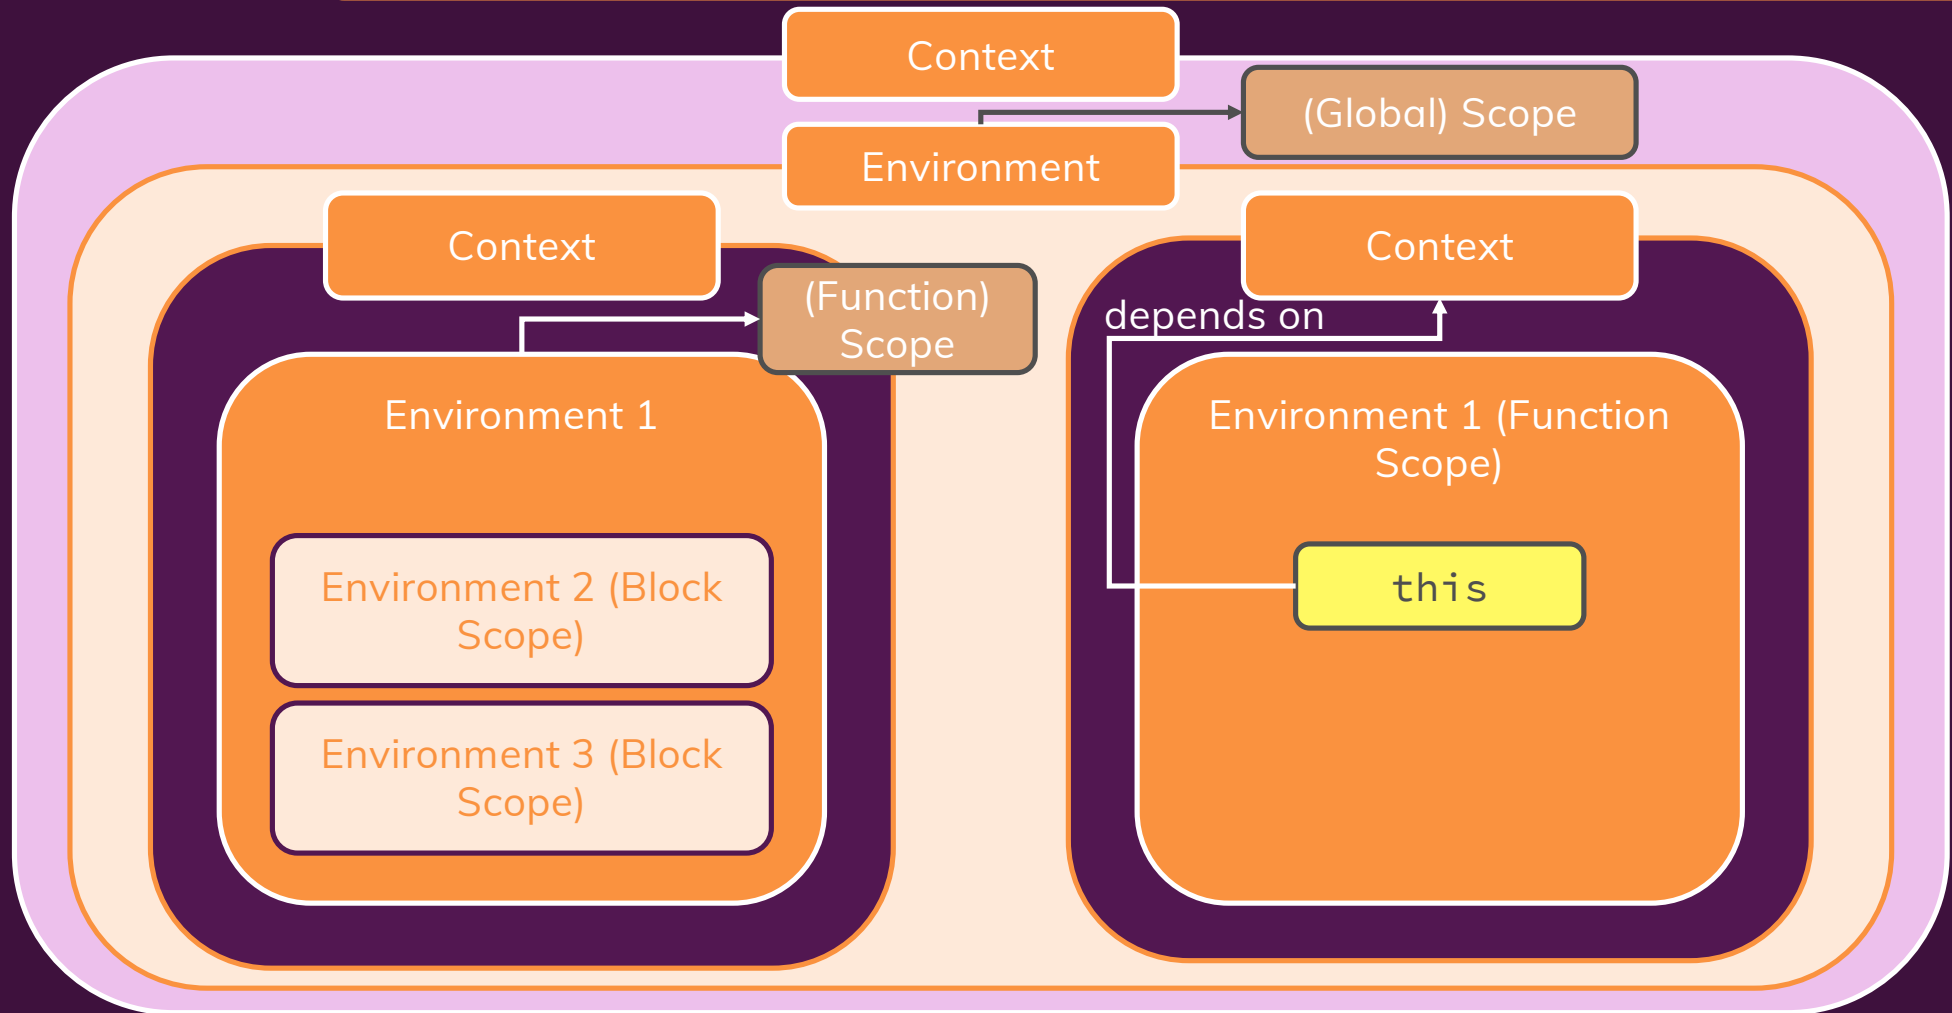 Context
(Global) Scope
Environment
Context
Context
(Function)
Scope
depends on
Environment 1
Environment 1 (Function
Scope)
Environment 2 (Block
Scope)
this
Environment 3 (Block
Scope)